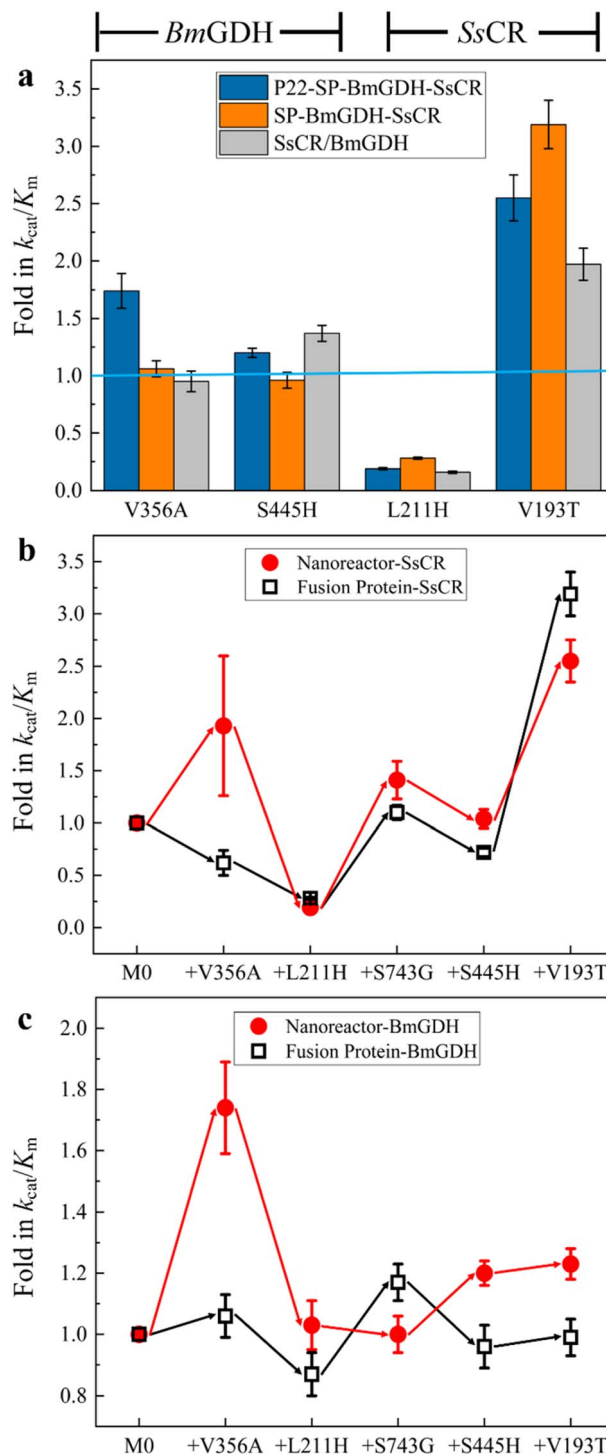 BmGDH SsCR
a
P22-SP-BmGDH-SsCR
SP-BmGDH-SsCR
SsCR/BmGDH
Fold in kcat/Km
3.5
3.0
2.5
2.0
1.5
1.0
0.5
0.0
V356A S445H L211H V193T
b
Nanoreactor-SsCR
Fusion Protein-SsCR
Fold in kcat/Km
3.5
3.0
2.5
2.0
1.5
1.0
0.5
0.0
M0 +V356A +L211H +S743G +S445H +V193T
c
Nanoreactor-BmGDH
Fusion Protein-BmGDH
Fold in kcat/Km
2.0
1.8
1.6
1.4
1.2
1.0
0.8
M0 +V356A +L211H +S743G +S445H +V193T